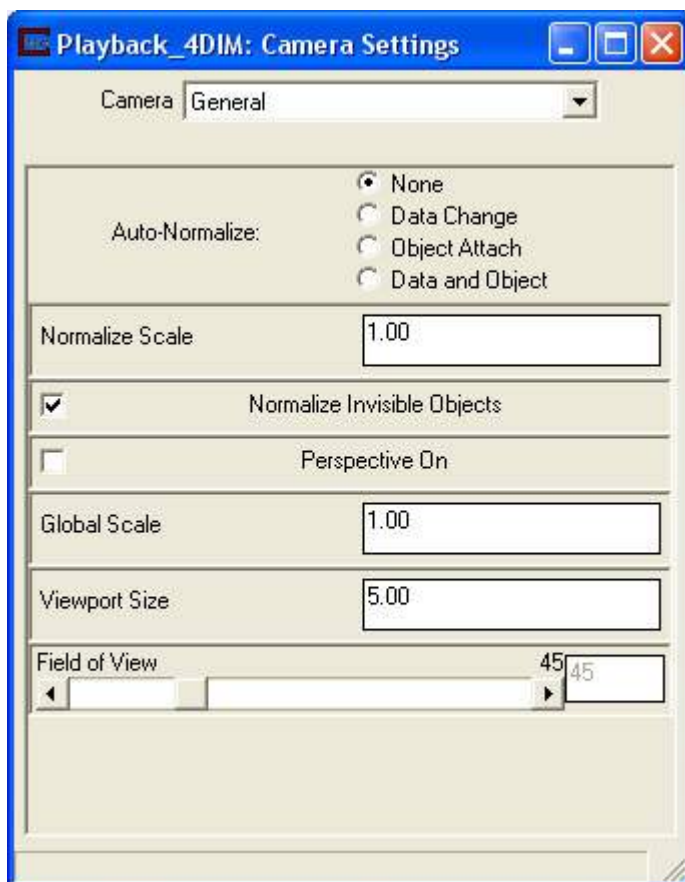 Playback_4DIM: Camera Settings
Camera General
None
Data Change
Auto-Normalize:
Object Attach
Data and Object
Normalize Scale 1.00
Normalize Invisible Objects
Perspective On
Global Scale 1.00
Viewport Size 5.00
Field of View 45 45